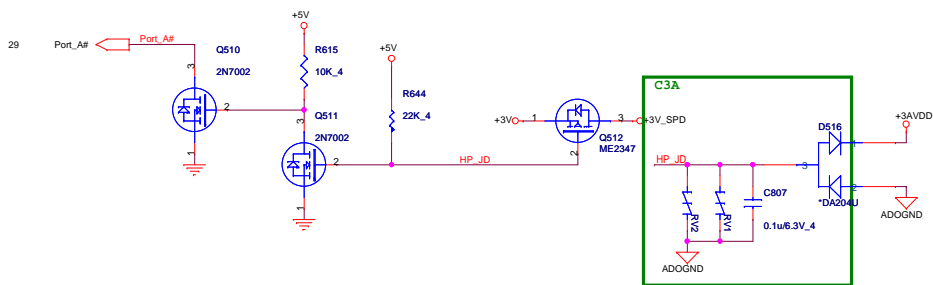 +5V
29
Port_A#
Port_A#
Q510
R615
+5V
3
2N7002
10K_4
C3A
2
R644
+3AVDD
3
Q511
22K_4
+3V
1
3
+3V_SPD
D516
2N7002
Q512
1
ME2347
1
2
HP_JD
2
HP_JD
3
C807
2
1
RV2
RV1
*DA204U
0.1u/6.3V_4
ADOGND
ADOGND